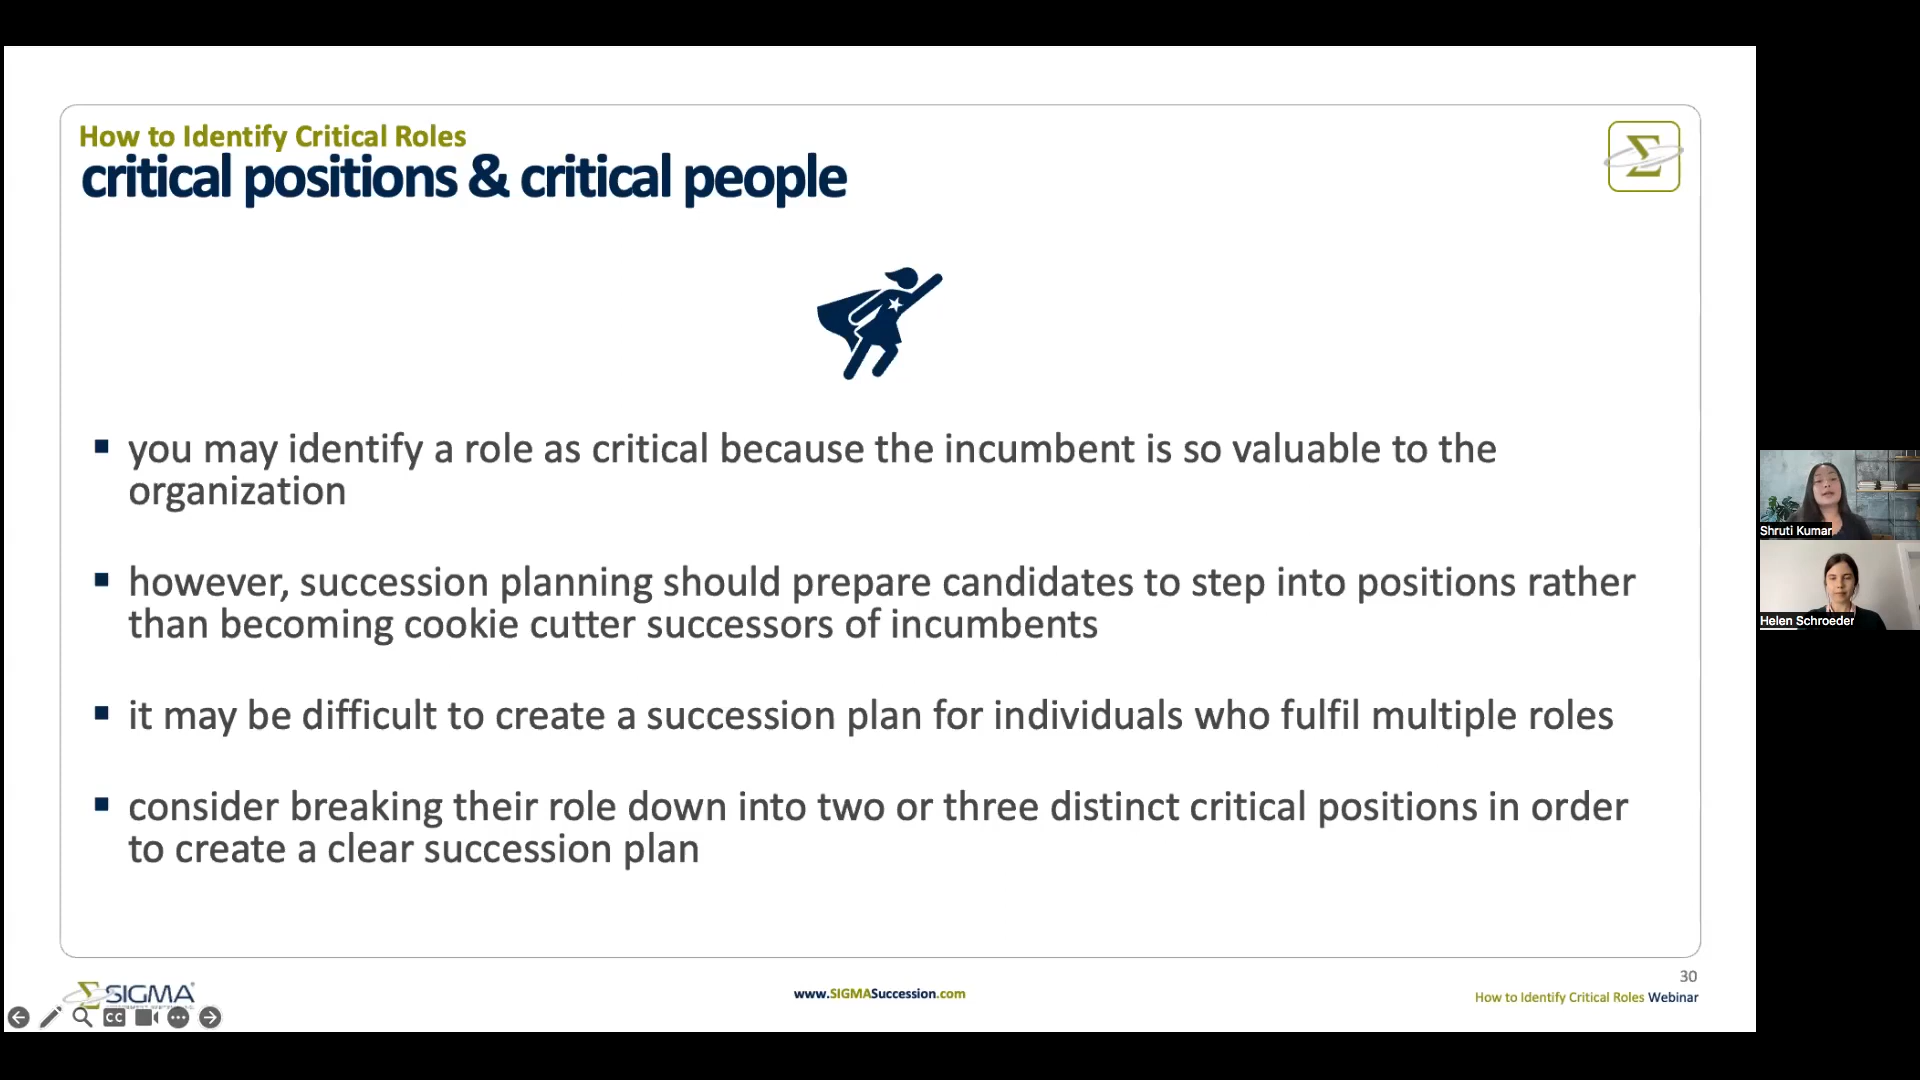 How to Identify Critical Roles
critical positions & critical people
Σ
▪ you may identify a role as critical because the incumbent is so valuable to the
organization
▪ however, succession planning should prepare candidates to step into positions rather
than becoming cookie cutter successors of incumbents
▪ it may be difficult to create a succession plan for individuals who fulfil multiple roles
▪ consider breaking their role down into two or three distinct critical positions in order
to create a clear succession plan
Shruti Kumar
Helen Schroeder
ΣSIGMA
CC
www.SIGMASuccession.com
30
How to Identify Critical Roles Webinar